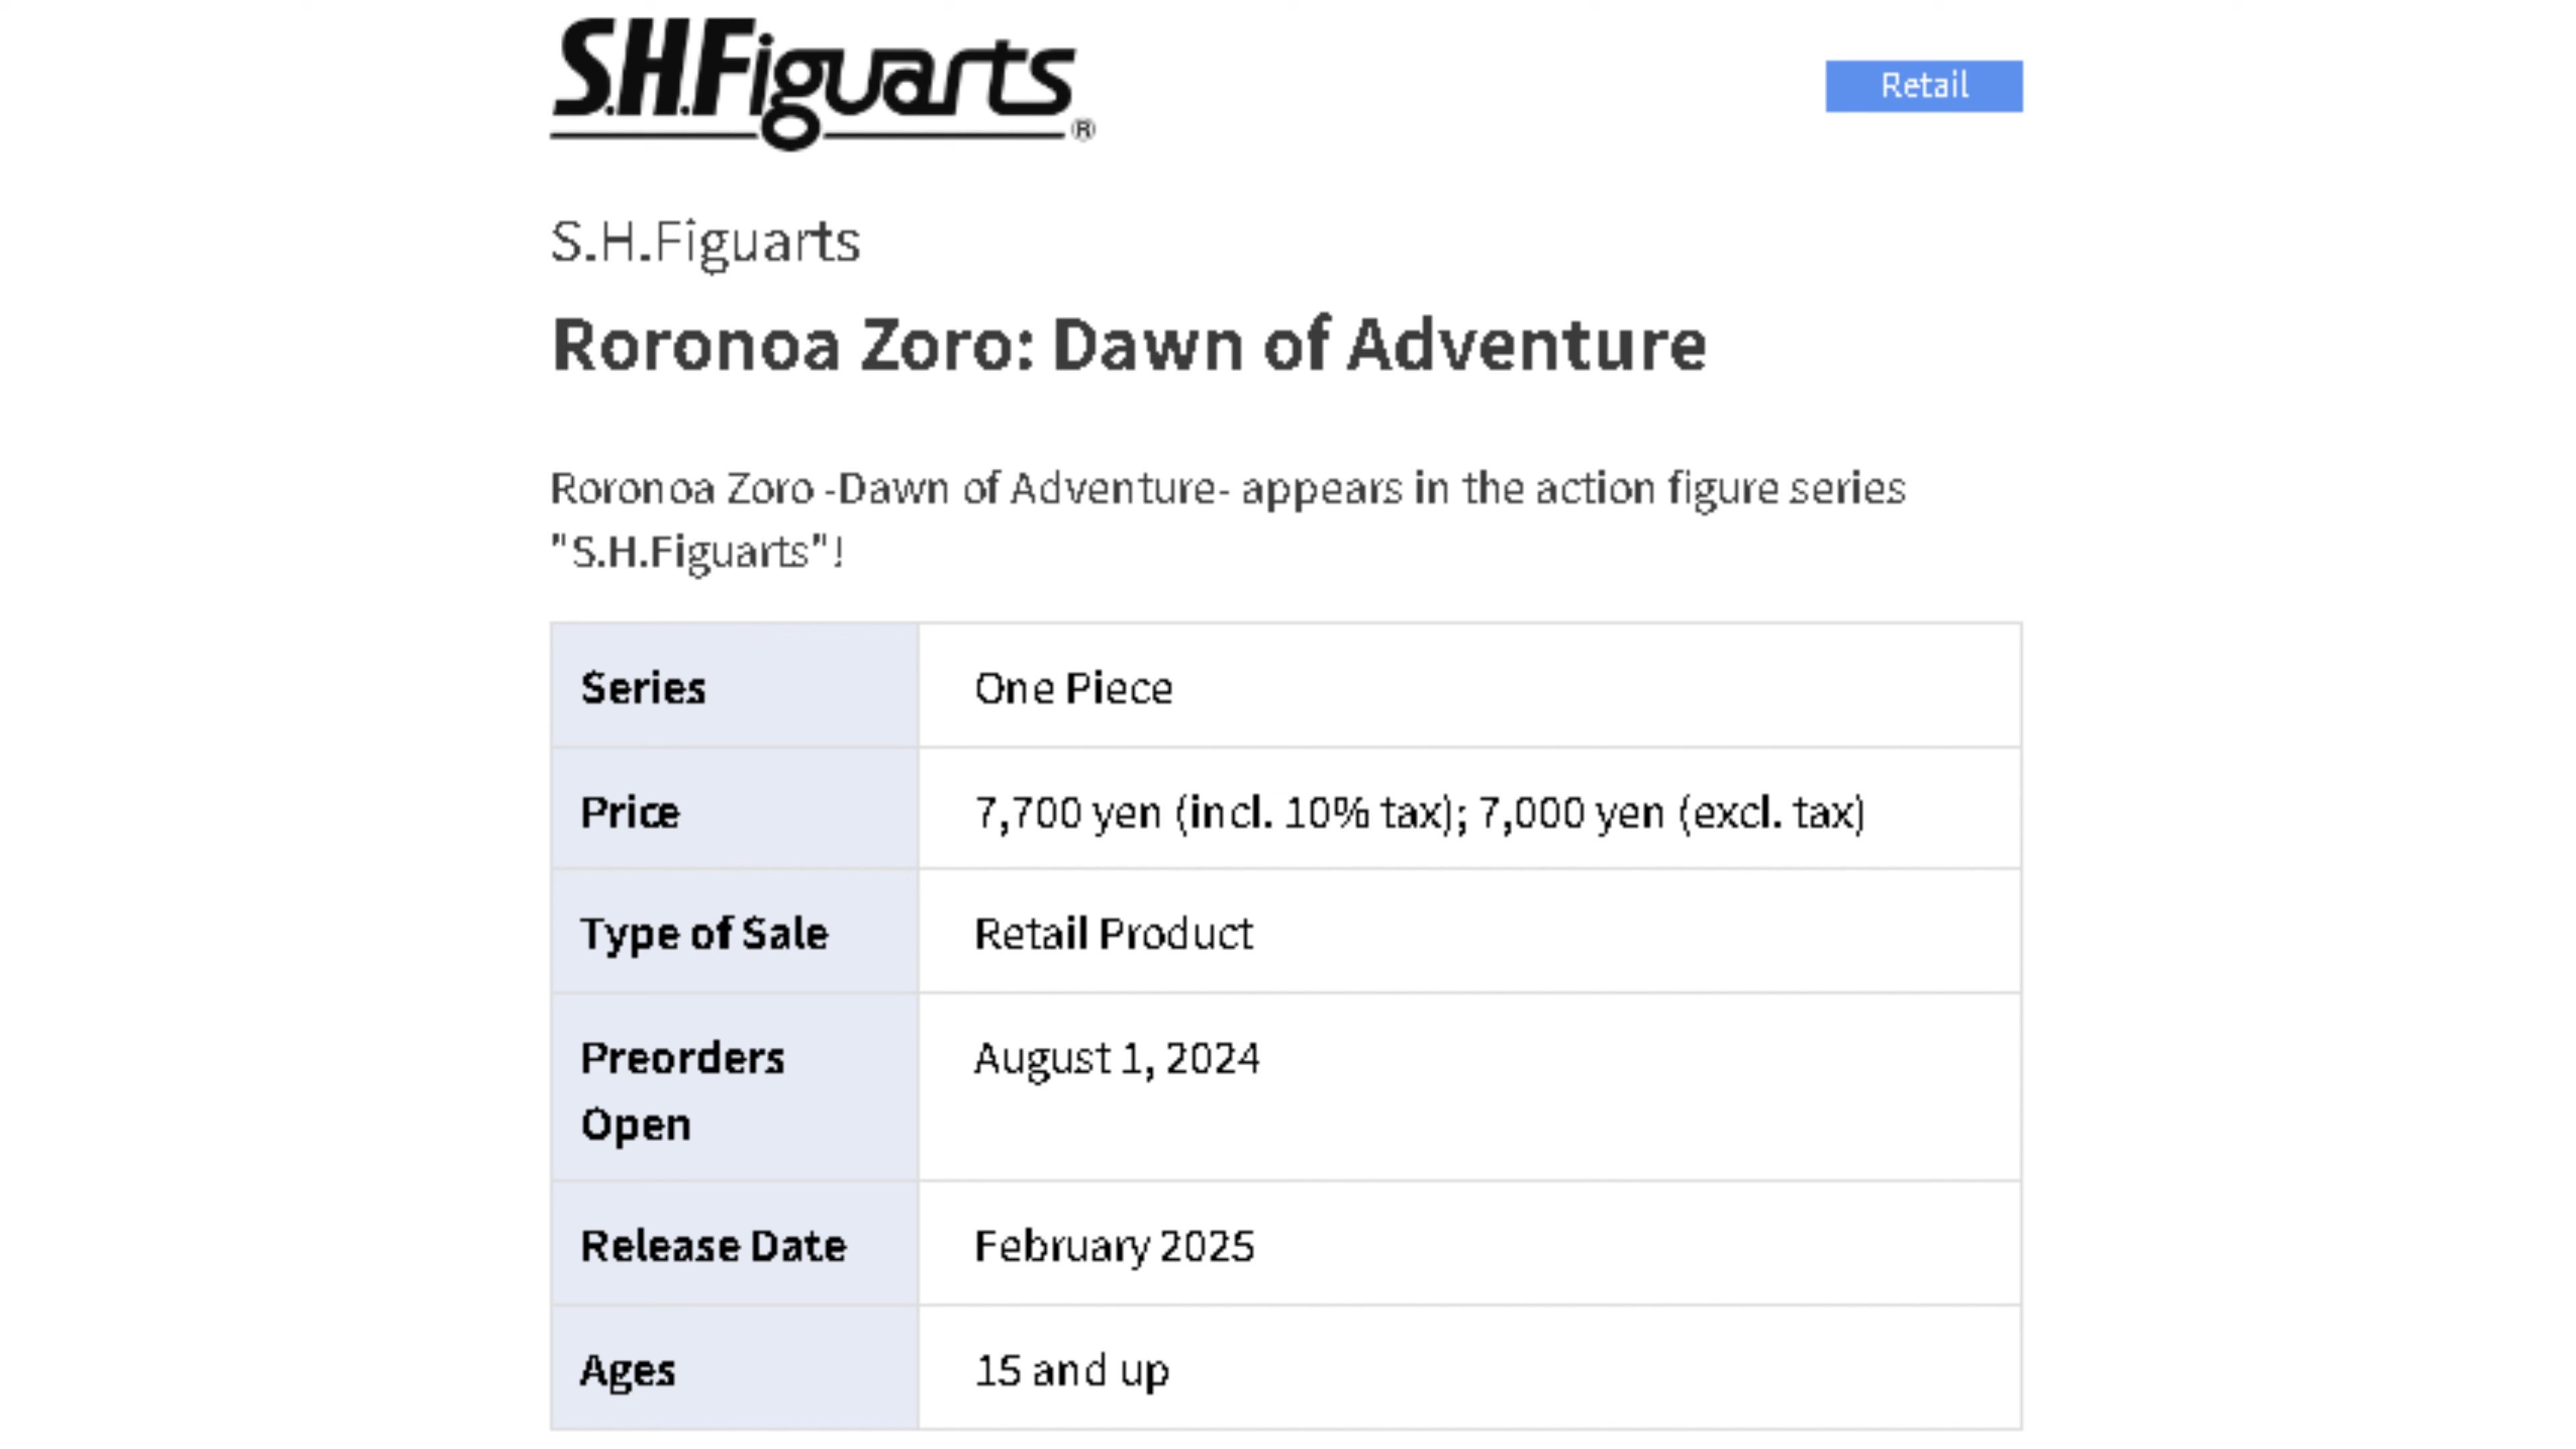 S.H.Figuarts®
Retail
S.H.Figuarts
Roronoa Zoro: Dawn of Adventure
Roronoa Zoro -Dawn of Adventure- appears in the action figure series
"S.H.Figuarts"!
Series
One Piece
Price
7,700 yen (incl. 10% tax); 7,000 yen (excl. tax)
Type of Sale
Retail Product
Preorders
Open
August 1, 2024
Release Date
February 2025
Ages
15 and up